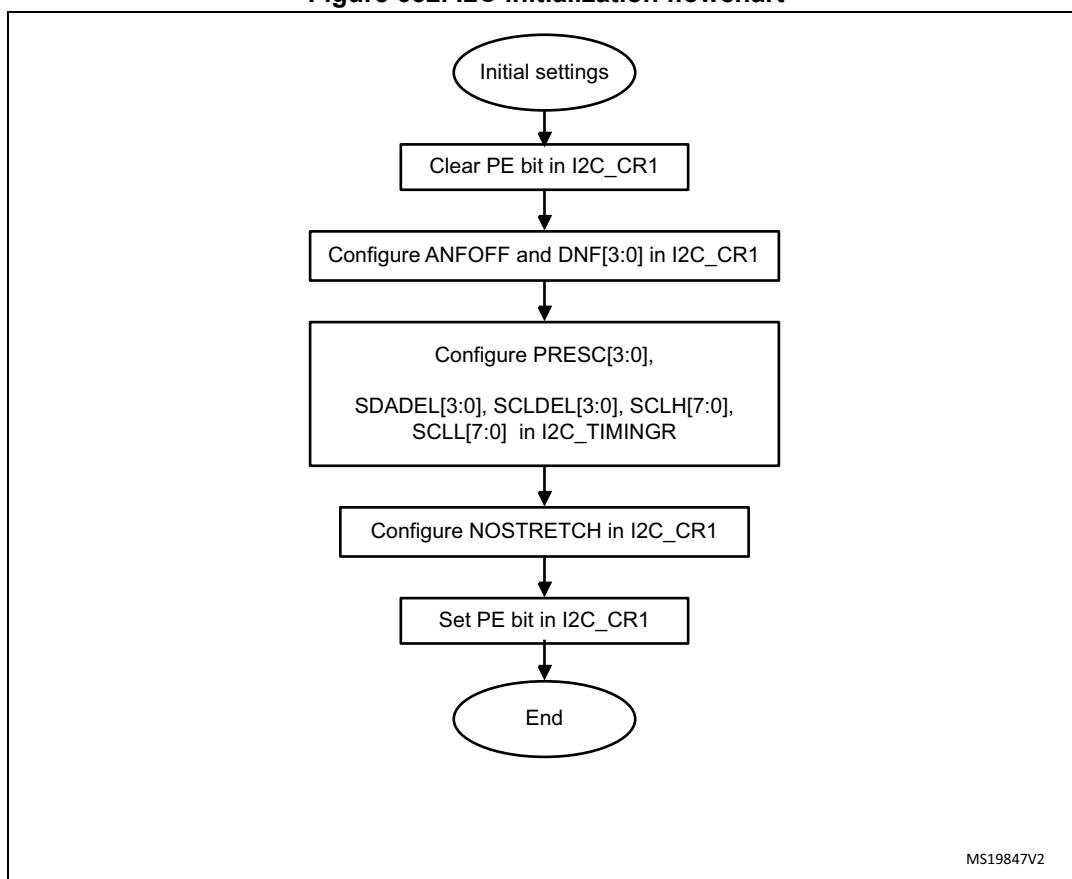 Initial settings
Clear PE bit in I2C_CR1
Configure ANFOFF and DNF[3:0] in I2C_CR1
Configure PRESC[3:0],
SDADEL[3:0], SCLDEL[3:0], SCLH[7:0],
SCLL[7:0] in I2C_TIMINGR
Configure NOSTRETCH in I2C_CR1
Set PE bit in I2C_CR1
End
MS19847V2